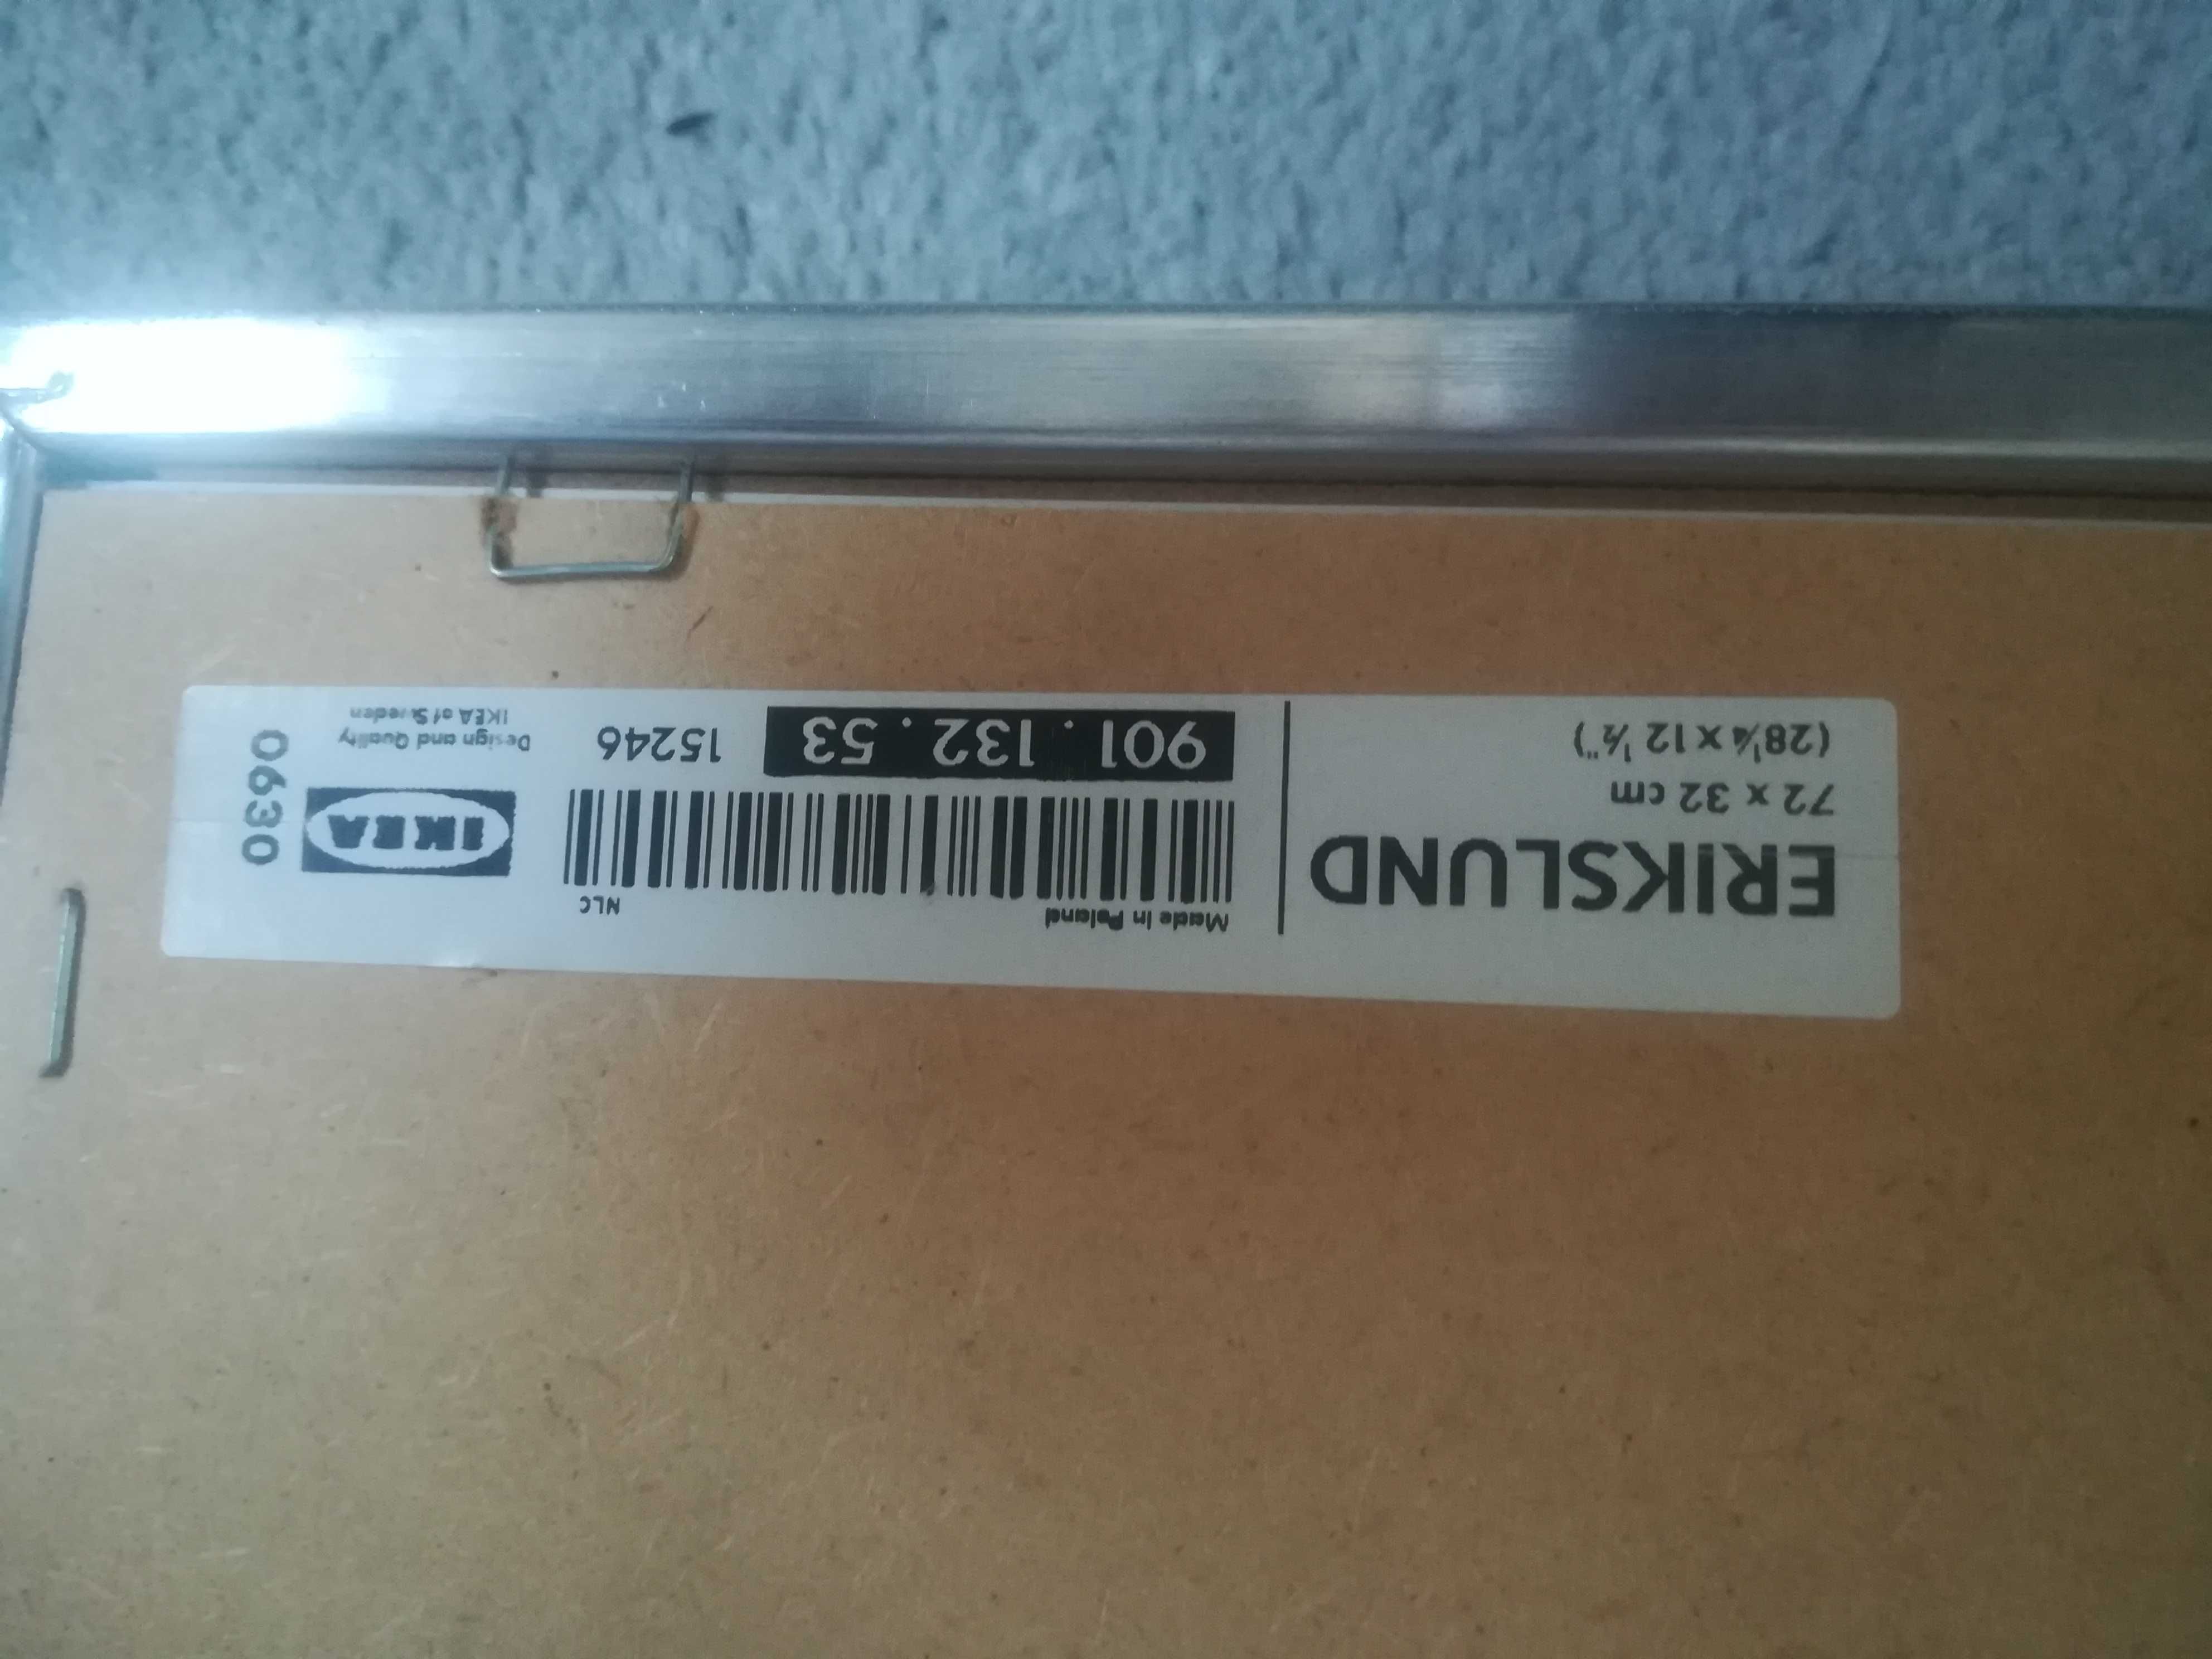 ERIKSLUND
72 x 32 cm
(28¼ x 12 ½")
Made in Poland
NLC
901.132.53
15246
IKEA
Design and Quality
IKEA of Sweden
0630